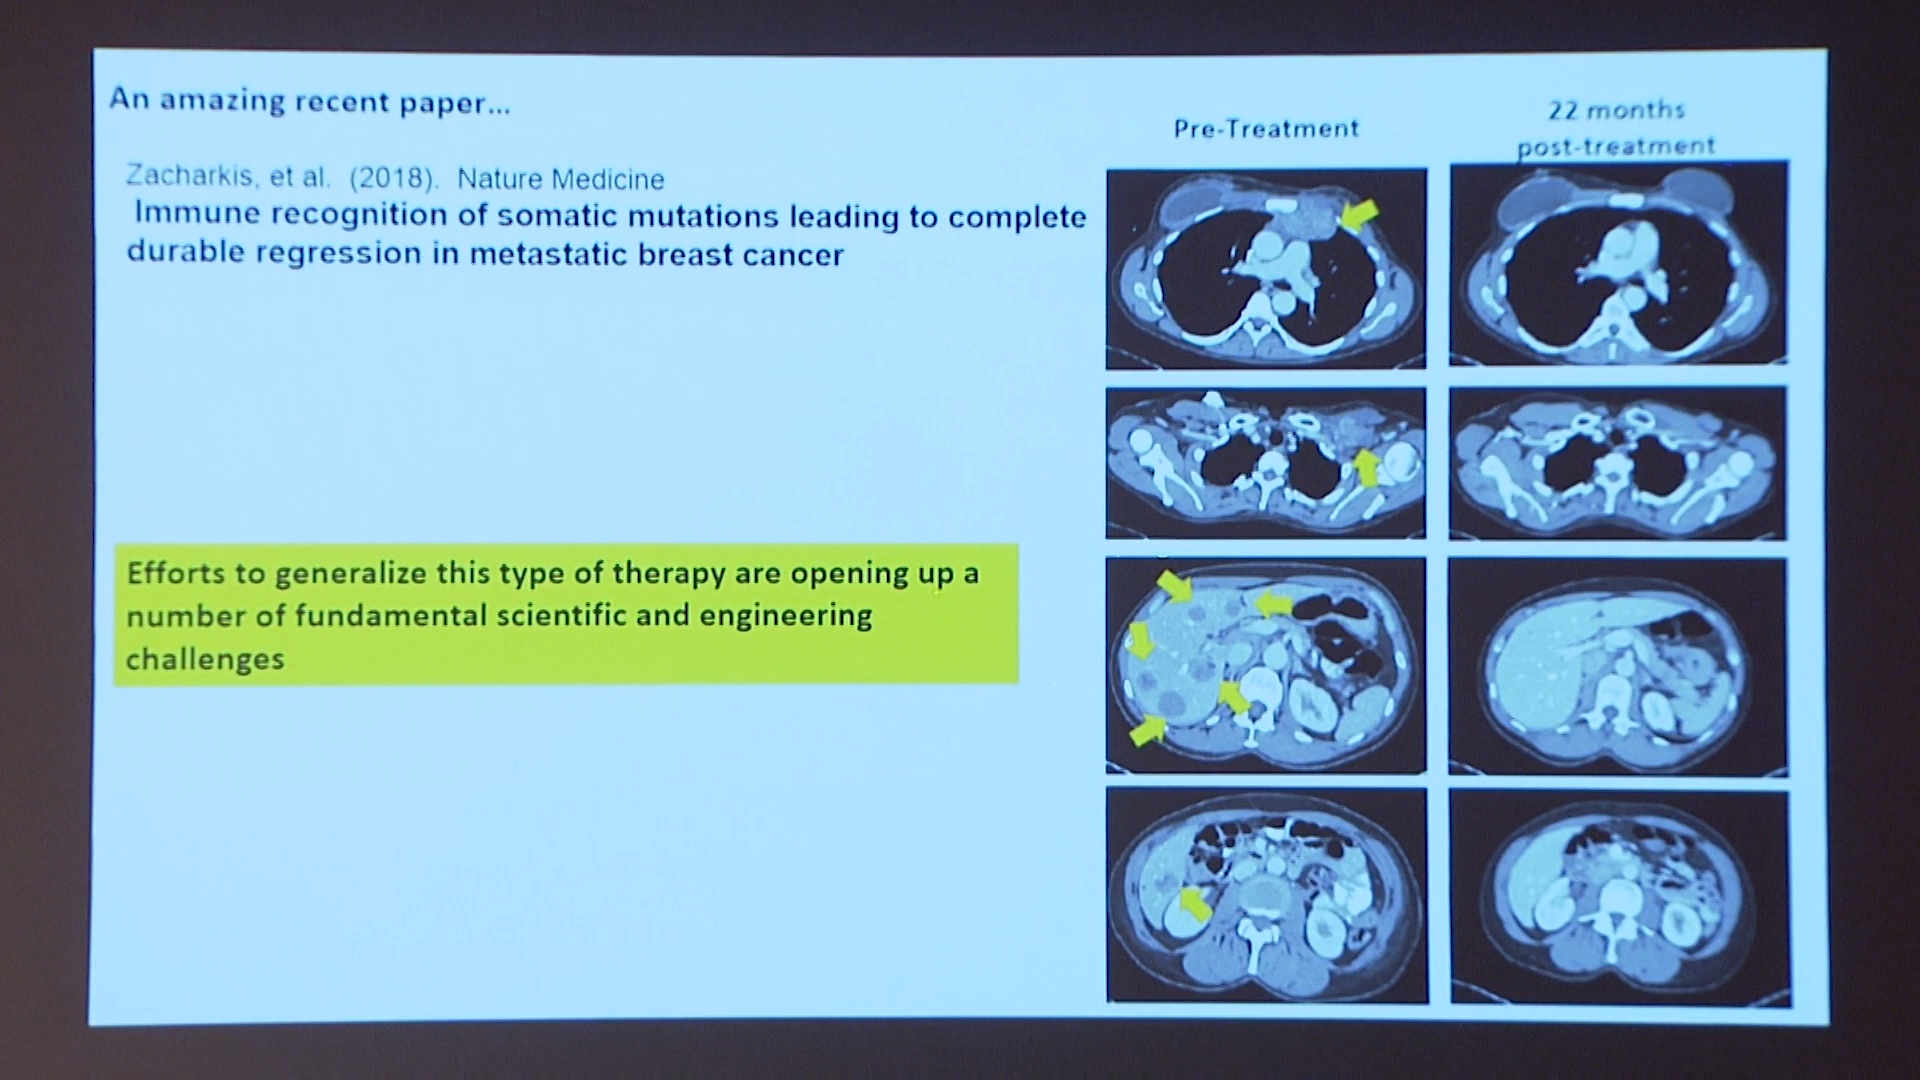 An amazing recent paper...
Zacharkis, et al. (2018). Nature Medicine
Immune recognition of somatic mutations leading to complete
durable regression in metastatic breast cancer
Efforts to generalize this type of therapy are opening up a
number of fundamental scientific and engineering
challenges
Pre-Treatment
22 months
post-treatment